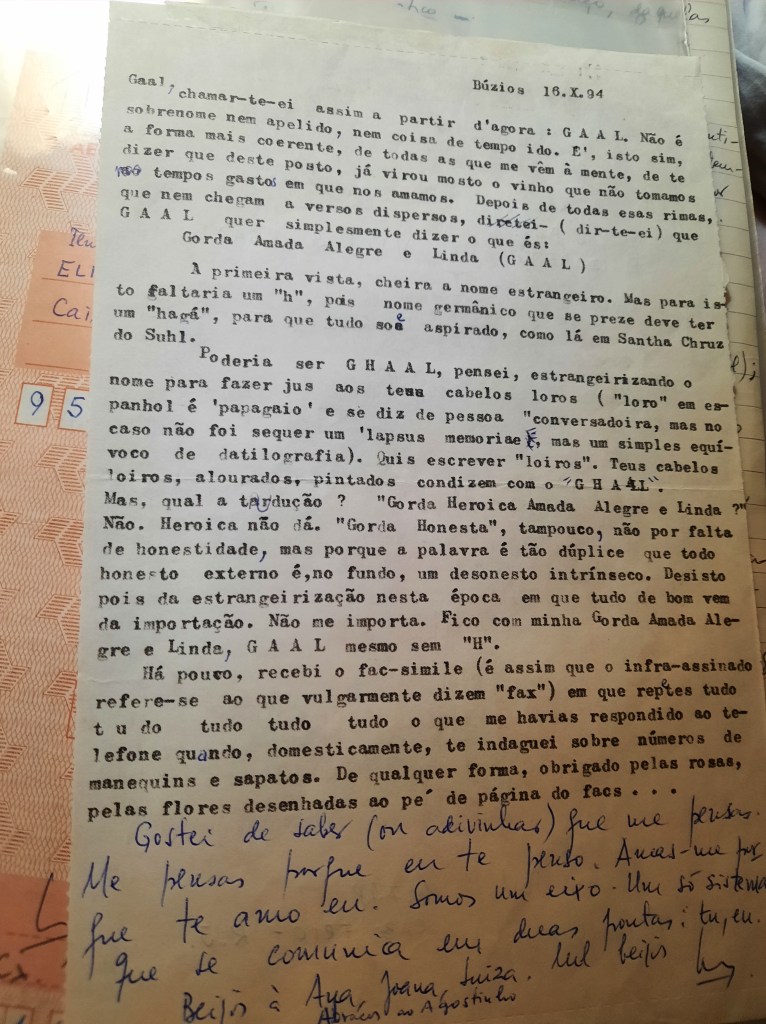 Búzios 16.X.94
Gaal, chamar-te-ei assim a partir d'agora : G A A L. Não é
sobrenome nem apelido, nem coisa de tempo ido. E', isto sim,
a forma mais coerente, de todas as que me vêm à mente, de te
dizer que deste posto, já virou mosto o vinho que não tomamos
nos tempos gastos em que nos amamos. Depois de todas esas rimas,
que nem chegam a versos dispersos, diretei- ( dir-te-ei) que
G A A L quer simplesmente dizer o que és:
Gorda Amada Alegre e Linda (G A A L )
A primeira vista, cheira a nome estrangeiro. Mas para is-
to faltaria um "h", pois nome germânico que se preze deve ter
um "hagá", para que tudo soe aspirado, como lá em Santha Chruz
do Suhl.
Poderia ser G H A A L, pensei, estrangeirizando o
nome para fazer jus aos teus cabelos loros ( "loro" em es-
panhol é 'papagaio' e se diz de pessoa "conversadoira, mas no
caso não foi sequer um 'lapsus memoriae, mas um simples equí-
voco de datilografia). Quis escrever "loiros". Teus cabelos
loiros, alourados, pintados condizem com o "G H A A L".
Mas, qual a tardução ? "Gorda Heroica Amada Alegre e Linda ?"
Não. Heroica não dá. "Gorda Honesta", tampouco, não por falta
de honestidade, mas porque a palavra é tão dúplice que todo
honesto externo é,no fundo, um desonesto intrínseco. Desisto
pois da estrangeirização nesta época em que tudo de bom vem
da importação. Não me importa. Fico com minha Gorda Amada Ale-
gre e Linda, G A A L mesmo sem "H".
Há pouco, recebi o fac-simile (é assim que o infra-assinado
refere-se ao que vulgarmente dizem "fax") em que repetes tudo
t u do tudo tudo tudo o que me havias respondido ao te-
lefone quando, domesticamente, te indaguei sobre números de
manequins e sapatos. De qualquer forma, obrigado pelas rosas,
pelas flores desenhadas ao pe´ de página do facs . . .
Gostei de saber (ou adivinhar) que me pensas.
Me pensas porque eu te penso. Amas-me por
que te amo eu. Somos um eixo. Um só sistema
que se comunica em duas pontas: tu, eu.
Beijos à Ana, Joana, Luiza. Mil beijos
Abraços ao Agostinho
ELI
Cai
9 5